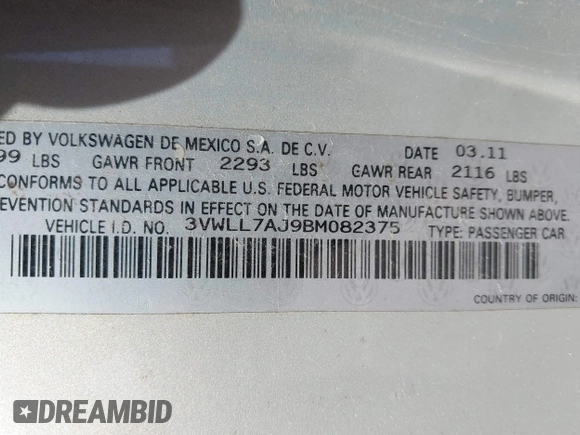 ED BY VOLKSWAGEN DE MEXICO S.A. DE C.V. DATE 03.11
99 LBS GAWR FRONT 2293 LBS GAWR REAR 2116 LBS
CONFORMS TO ALL APPLICABLE U.S. FEDERAL MOTOR VEHICLE SAFETY, BUMPER,
EVENTION STANDARDS IN EFFECT ON THE DATE OF MANUFACTURE SHOWN ABOVE.
VEHICLE I.D. NO. 3VWLL7AJ9BM082375 TYPE: PASSENGER CAR
COUNTRY OF ORIGIN:
DREAMBID